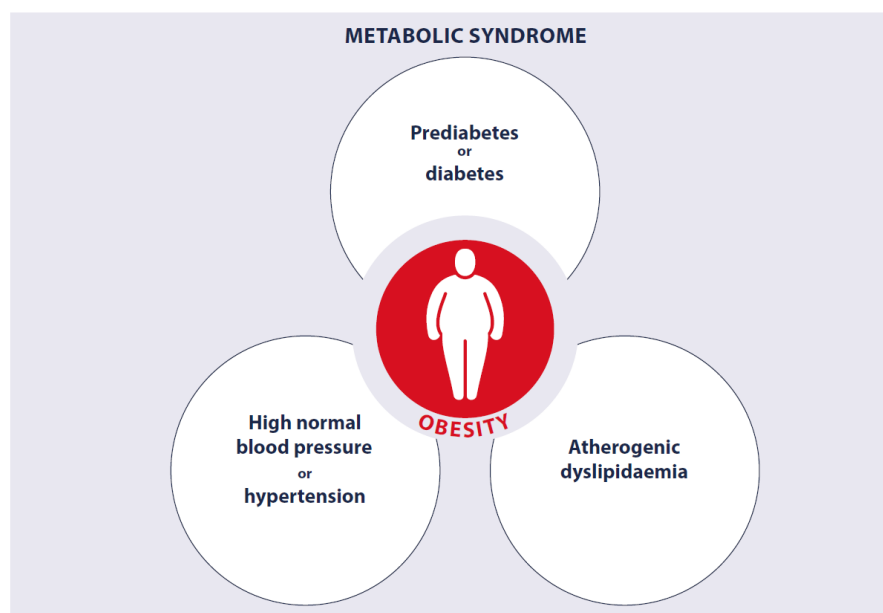 METABOLIC SYNDROME
Prediabetes
or
diabetes
OBESITY
High normal
blood pressure
or
hypertension
Atherogenic
dyslipidaemia